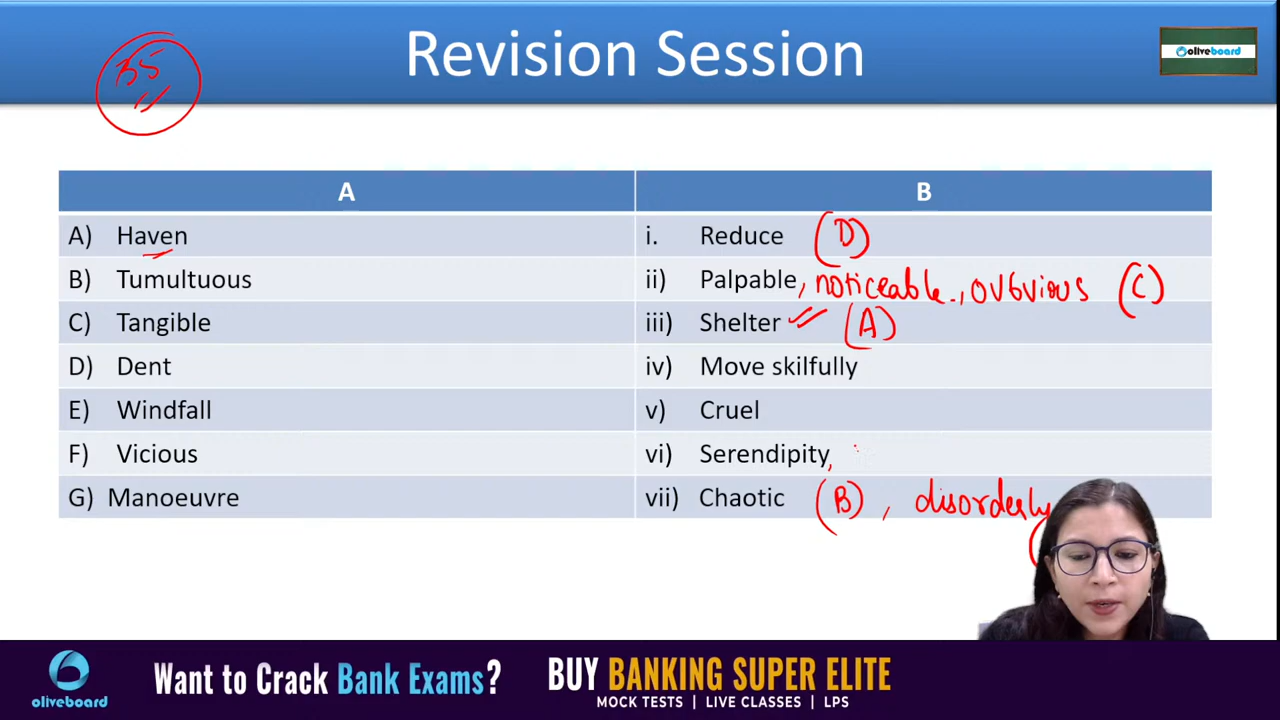 Revision Session
oliveboard
35
A B
A) Haven i. Reduce (D)
B) Tumultuous ii) Palpable, noticeable, ovbvious (C)
C) Tangible iii) Shelter (A)
D) Dent iv) Move skilfully
E) Windfall v) Cruel
F) Vicious vi) Serendipity,
G) Manoeuvre vii) Chaotic (B), disorderly
oliveboard
Want to Crack Bank Exams?
BUY BANKING SUPER ELITE
MOCK TESTS | LIVE CLASSES | LPS